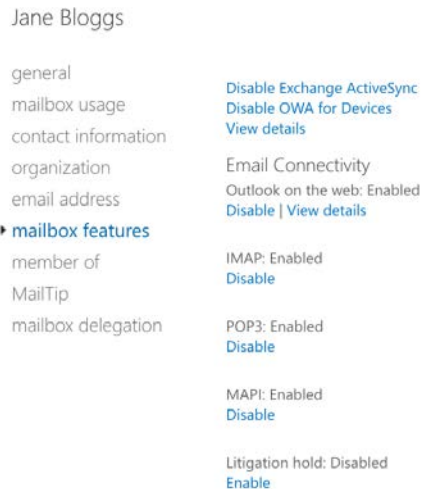 Jane Bloggs
general
mailbox usage
contact information
organization
email address
mailbox features
member of
MailTip
mailbox delegation
Disable Exchange ActiveSync
Disable OWA for Devices
View details
Email Connectivity
Outlook on the web: Enabled
Disable | View details
IMAP: Enabled
Disable
POP3: Enabled
Disable
MAPI: Enabled
Disable
Litigation hold: Disabled
Enable